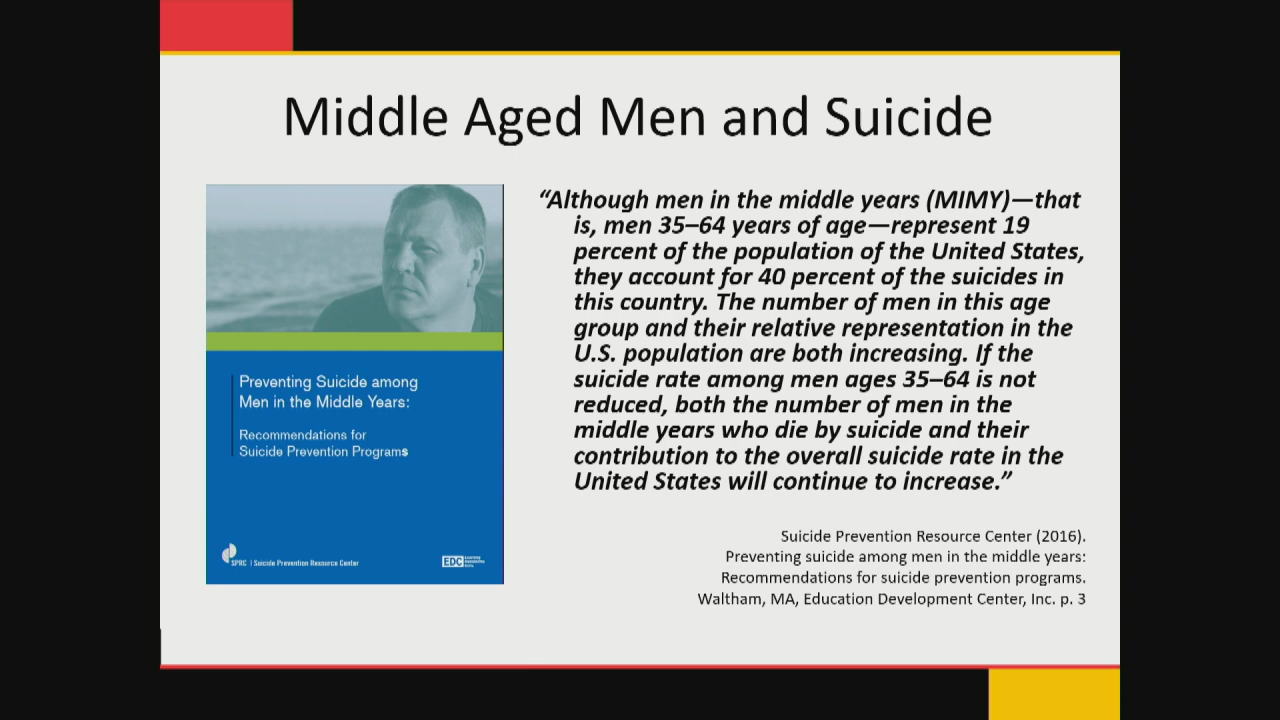 Middle Aged Men and Suicide
Preventing Suicide among
Men in the Middle Years:
Recommendations for
Suicide Prevention Programs
SPRC | Suicide Prevention Resource Center
EDC
“Although men in the middle years (MIMY)—that
is, men 35–64 years of age—represent 19
percent of the population of the United States,
they account for 40 percent of the suicides in
this country. The number of men in this age
group and their relative representation in the
U.S. population are both increasing. If the
suicide rate among men ages 35–64 is not
reduced, both the number of men in the
middle years who die by suicide and their
contribution to the overall suicide rate in the
United States will continue to increase.”
Suicide Prevention Resource Center (2016).
Preventing suicide among men in the middle years:
Recommendations for suicide prevention programs.
Waltham, MA, Education Development Center, Inc. p. 3